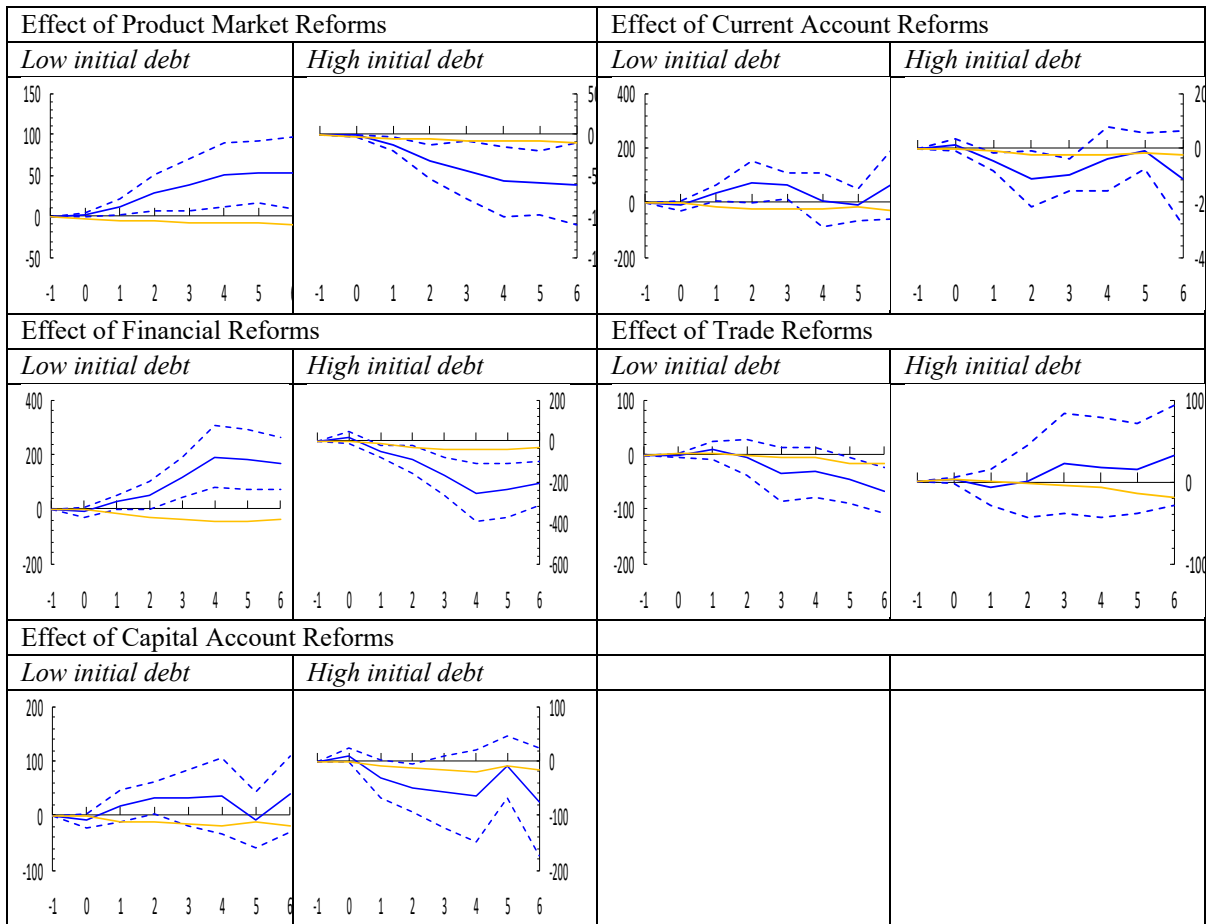 Effect of Product Market Reforms
Effect of Current Account Reforms
Low initial debt
High initial debt
Low initial debt
High initial debt
150
100
50
0
-50
-1 0 1 2 3 4 5
0
-1 0 1 2 3 4 5 6
400
200
0
-200
-1 0 1 2 3 4 5
0
-1 0 1 2 3 4 5 6
Effect of Financial Reforms
Effect of Trade Reforms
Low initial debt
High initial debt
Low initial debt
High initial debt
400
200
0
-200
-1 0 1 2 3 4 5 6
200
0
-200
-400
-600
-1 0 1 2 3 4 5 6
100
0
-100
-200
-1 0 1 2 3 4 5 6
100
0
-100
-1 0 1 2 3 4 5 6
Effect of Capital Account Reforms
Low initial debt
High initial debt
200
100
0
-100
-1 0 1 2 3 4 5 6
100
0
-100
-200
-1 0 1 2 3 4 5 6